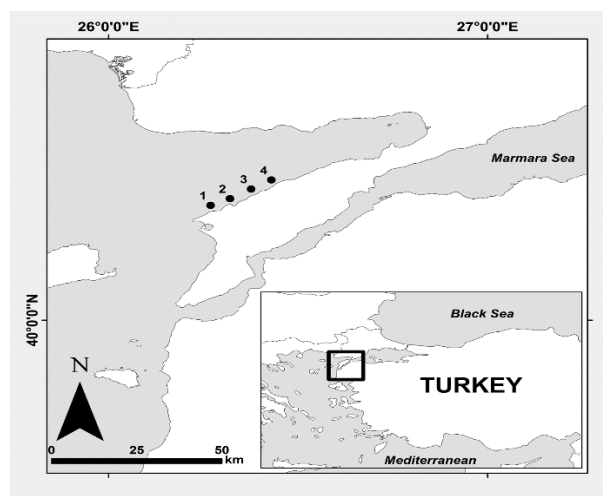 26°0'0"E
27°0'0"E
Marmara Sea
4
3
2
1
40°0'0"N
Black Sea
N
TURKEY
0 25 50
km
Mediterranean